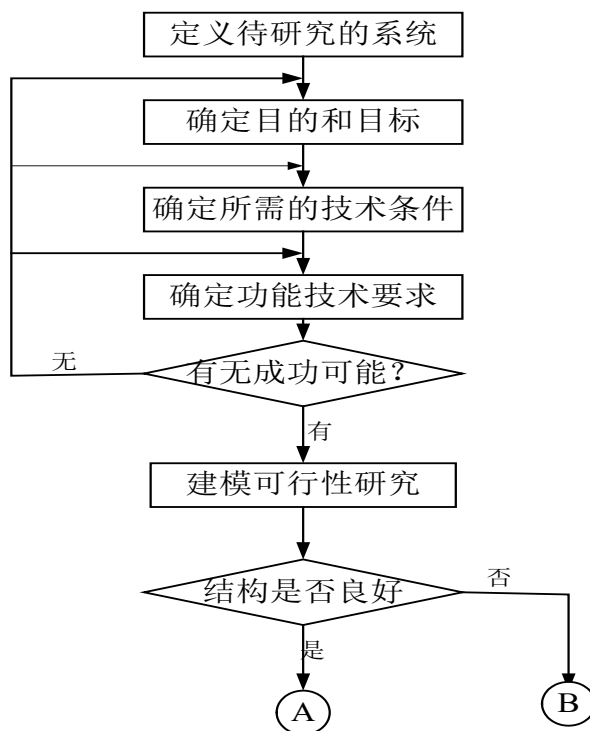 定义待研究的系统
确定目的和目标
确定所需的技术条件
确定功能技术要求
无
有无成功可能？
有
建模可行性研究
结构是否良好
否
是
A
B